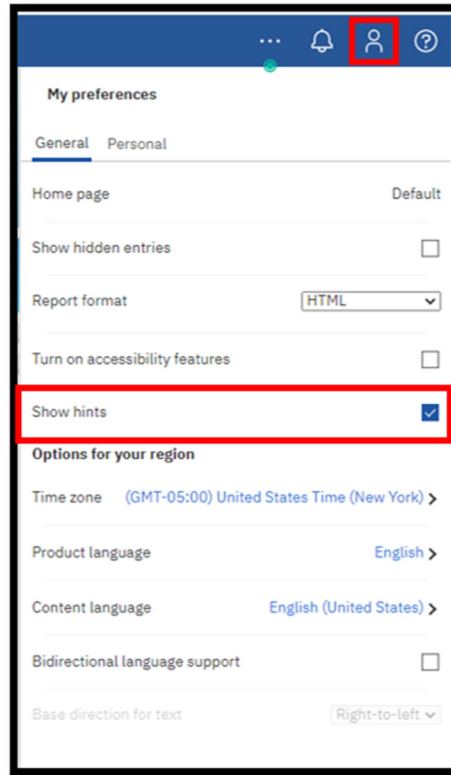 My preferences
General Personal
Home page Default
Show hidden entries
Report format HTML
Turn on accessibility features
Show hints
Options for your region
Time zone (GMT-05:00) United States Time (New York)
Product language English
Content language English (United States)
Bidirectional language support
Base direction for text Right-to-left